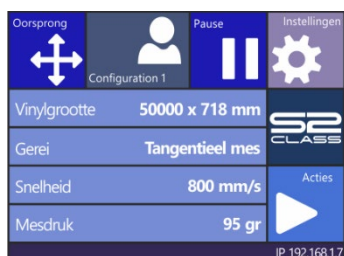 Oorsprong
Configuration 1
Pause
Instellingen
Vinylgrootte 50000 x 718 mm
Gerei Tangentieel mes
Snelheid 800 mm/s
Mesdruk 95 gr
S2
CLASS
Acties
IP 192.168.1.7